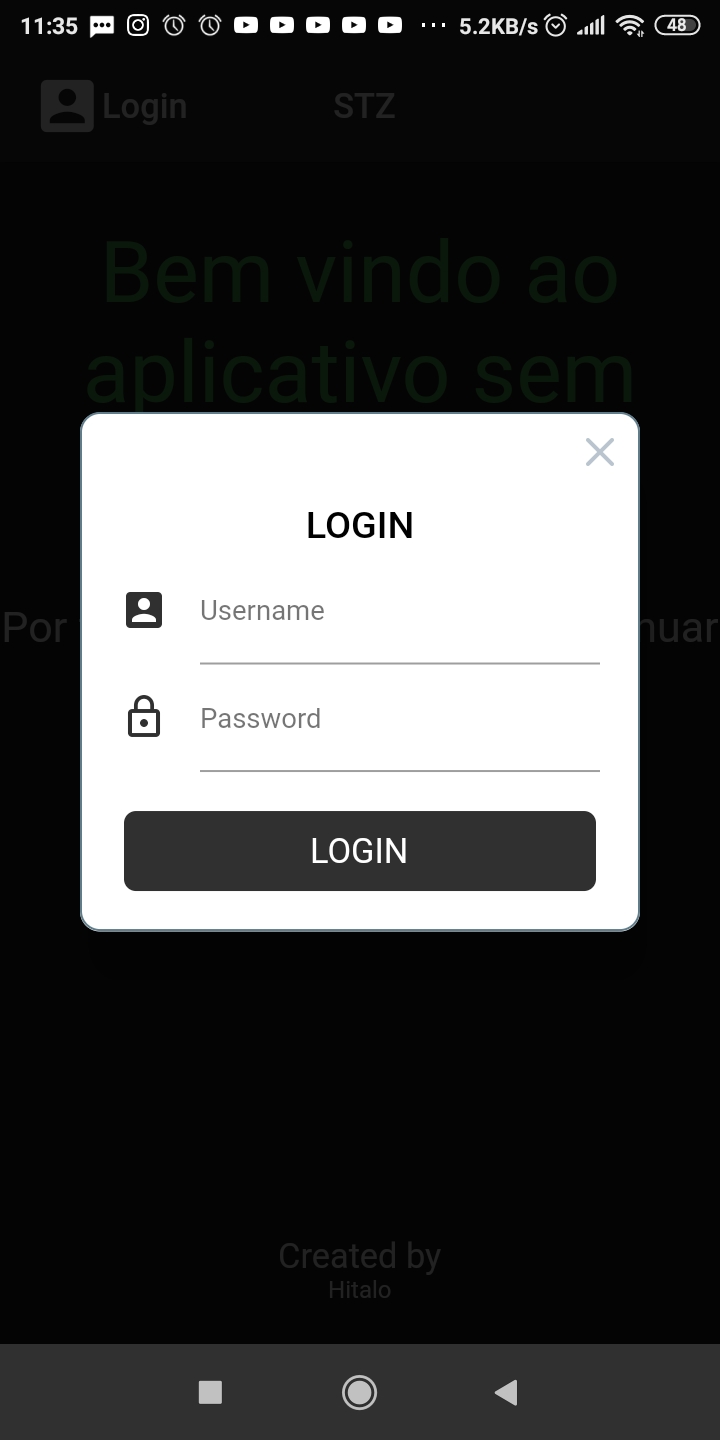 11:35 5.2KB/s 48
Login STZ
Bem vindo ao
aplicativo sem
LOGIN
Username
Por nuar
Password
LOGIN
Created by
Hitalo